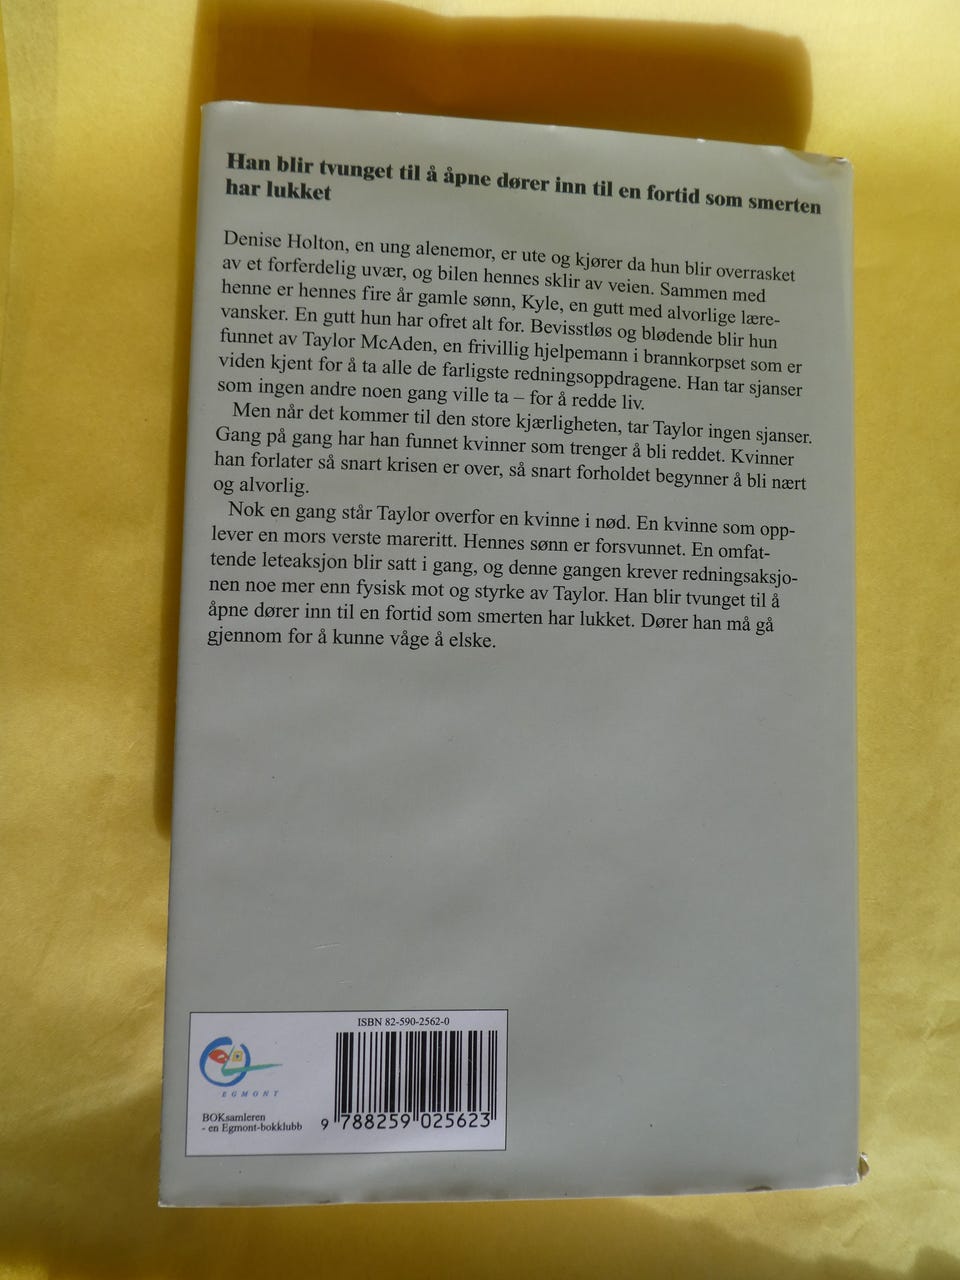 Han blir tvunget til å åpne dører inn til en fortid som smerten
har lukket
Denise Holton, en ung alenemor, er ute og kjører da hun blir overrasket
av et forferdelig uvær, og bilen hennes sklir av veien. Sammen med
henne er hennes fire år gamle sønn, Kyle, en gutt med alvorlige lære-
vansker. En gutt hun har ofret alt for. Bevisstløs og blødende blir hun
funnet av Taylor McAden, en frivillig hjelpemann i brannkorpset som er
viden kjent for å ta alle de farligste redningsoppdragene. Han tar sjanser
som ingen andre noen gang ville ta – for å redde liv.
Men når det kommer til den store kjærligheten, tar Taylor ingen sjanser.
Gang på gang har han funnet kvinner som trenger å bli reddet. Kvinner
han forlater så snart krisen er over, så snart forholdet begynner å bli nært
og alvorlig.
Nok en gang står Taylor overfor en kvinne i nød. En kvinne som opp-
lever en mors verste mareritt. Hennes sønn er forsvunnet. En omfat-
tende leteaksjon blir satt i gang, og denne gangen krever redningsaksjo-
nen noe mer enn fysisk mot og styrke av Taylor. Han blir tvunget til å
åpne dører inn til en fortid som smerten har lukket. Dører han må gå
gjennom for å kunne våge å elske.
ISBN 82-590-2562-0
EGMONT
BOKsamleren
- en Egmont-bokklubb
9 788259 025623